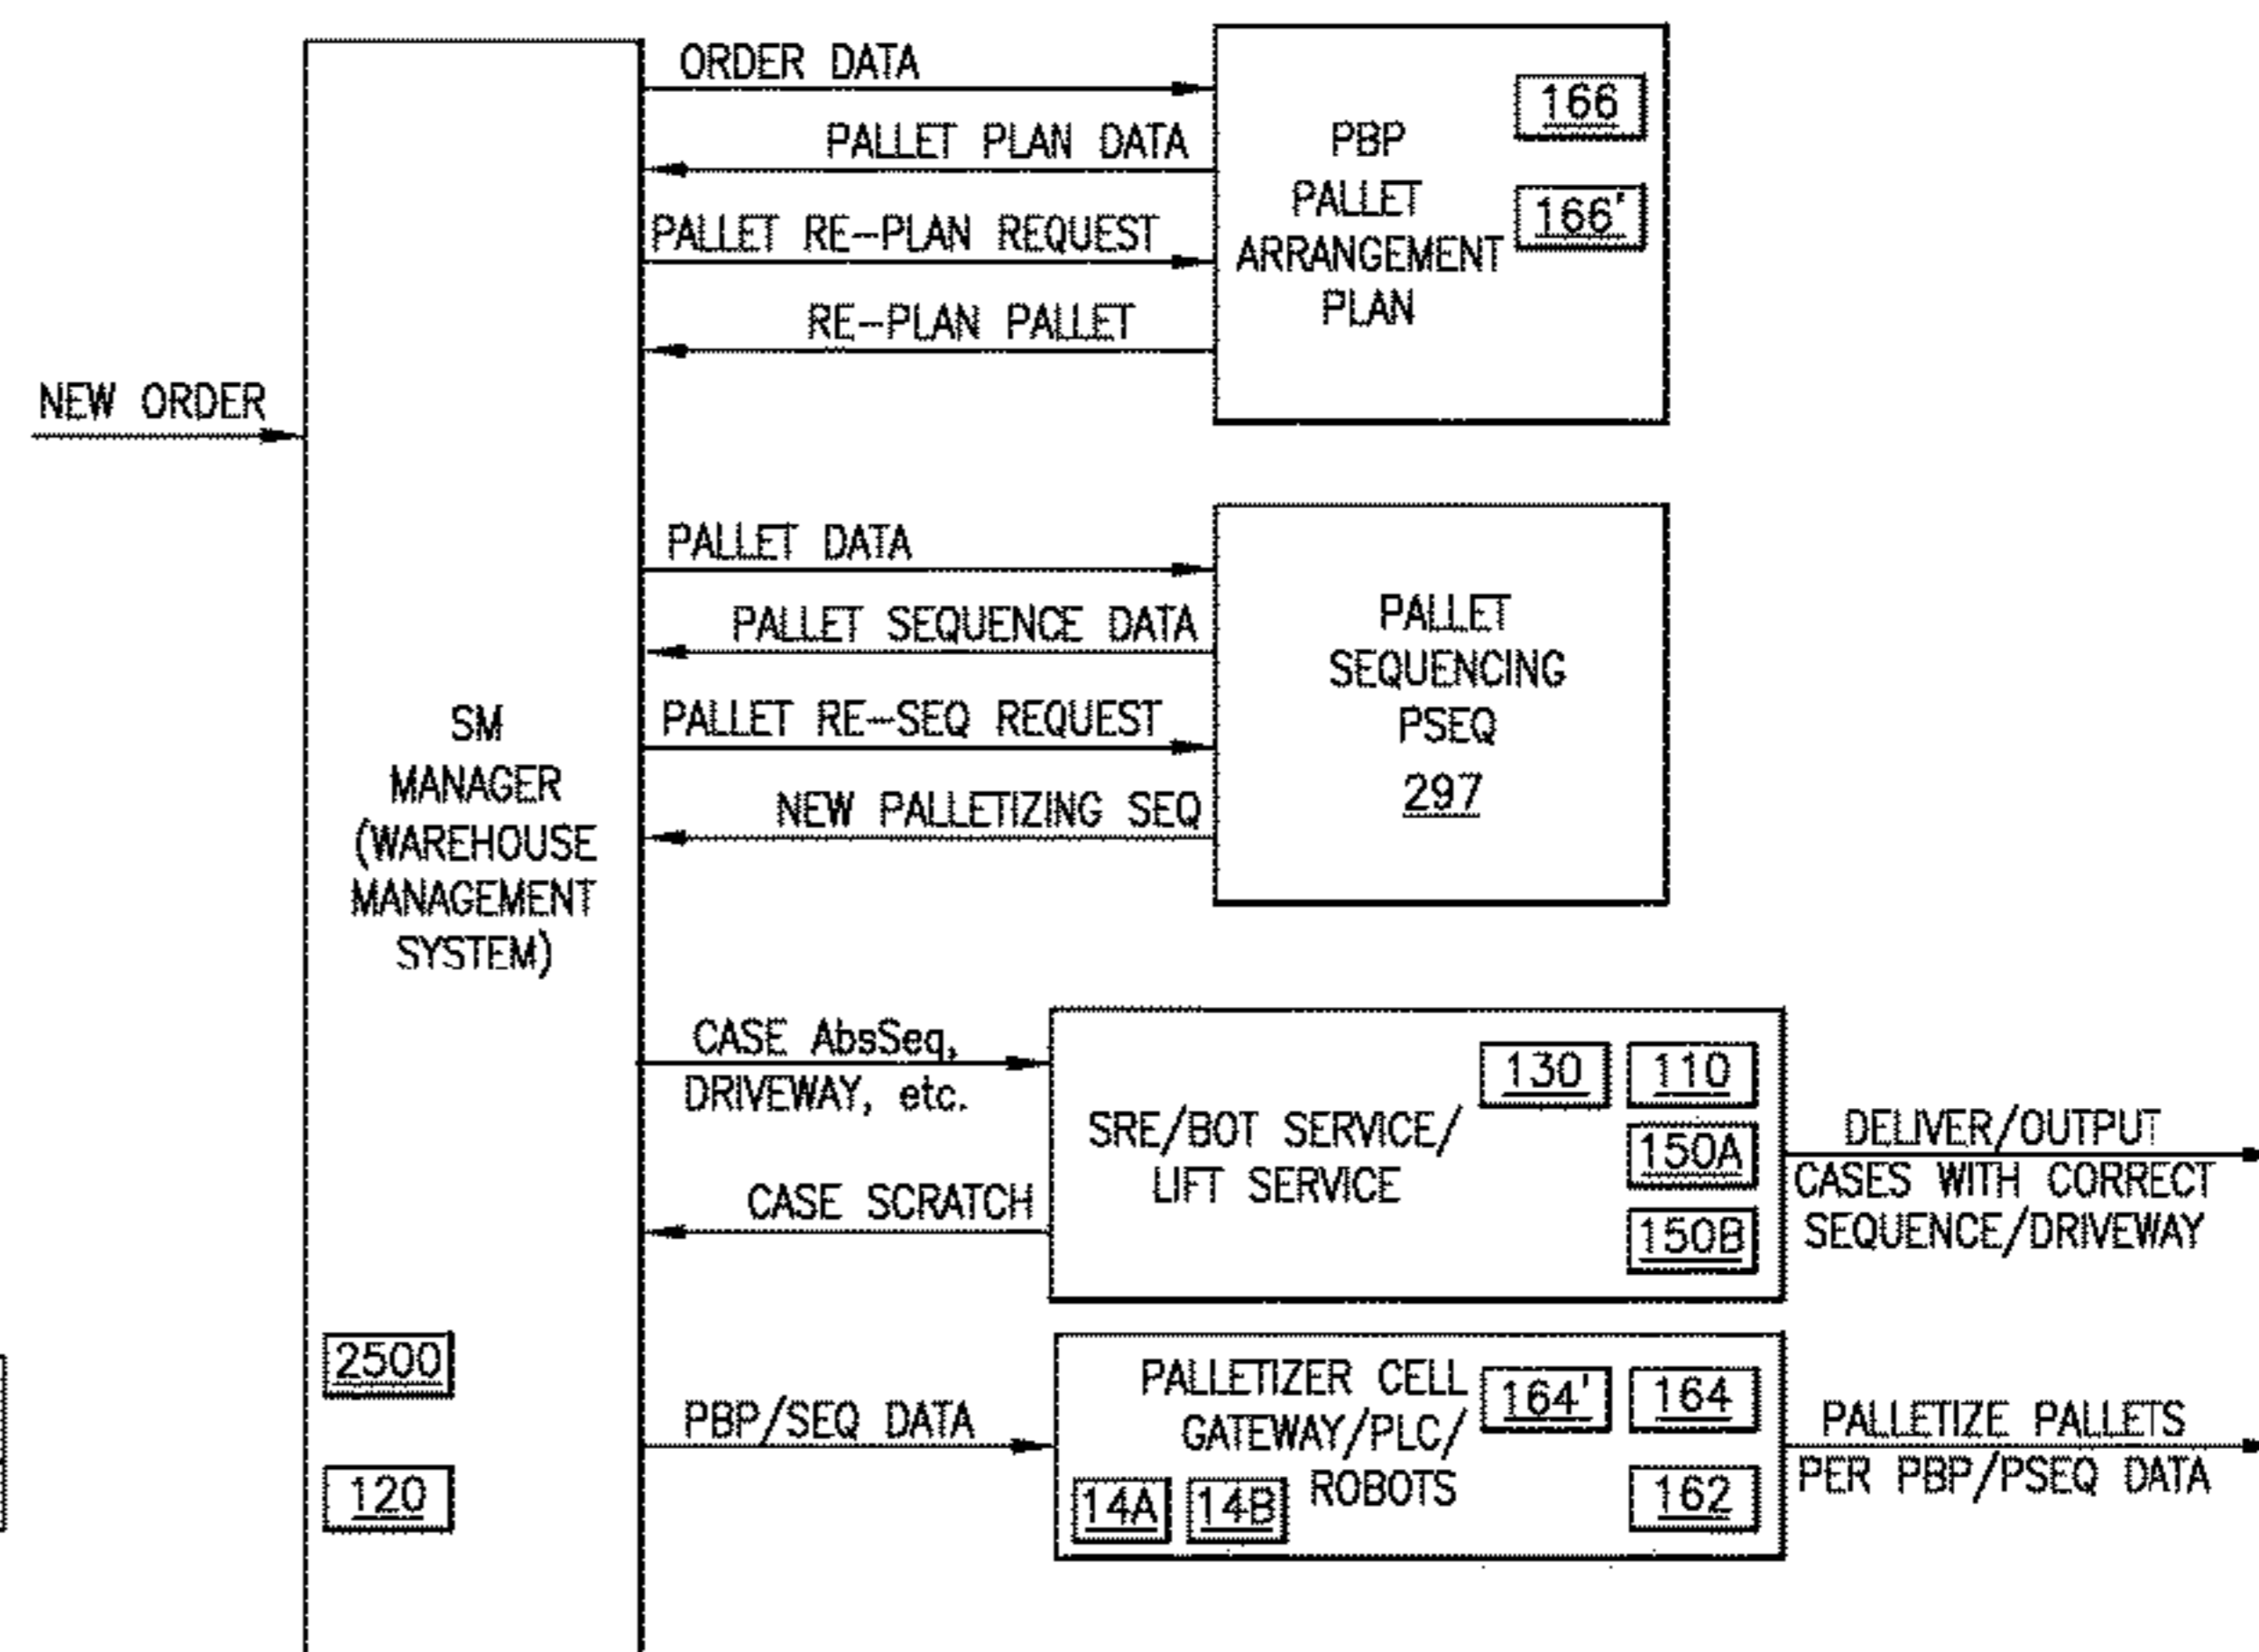 NEW ORDER
SM
MANAGER
(WAREHOUSE
MANAGEMENT
SYSTEM)
2500
120
ORDER DATA
PALLET PLAN DATA
PALLET RE-PLAN REQUEST
RE-PLAN PALLET
PBP
PALLET
ARRANGEMENT
PLAN
166
166'
PALLET DATA
PALLET SEQUENCE DATA
PALLET RE-SEQ REQUEST
NEW PALLETIZING SEQ
PALLET
SEQUENCING
PSEQ
297
CASE AbsSeq,
DRIVEWAY, etc.
CASE SCRATCH
SRE/BOT SERVICE/
LIFT SERVICE
130
110
150A
150B
DELIVER/OUTPUT
CASES WITH CORRECT
SEQUENCE/DRIVEWAY
PBP/SEQ DATA
PALLETIZER CELL
GATEWAY/PLC/
ROBOTS
164'
164
14A
14B
162
PALLETIZE PALLETS
PER PBP/PSEQ DATA